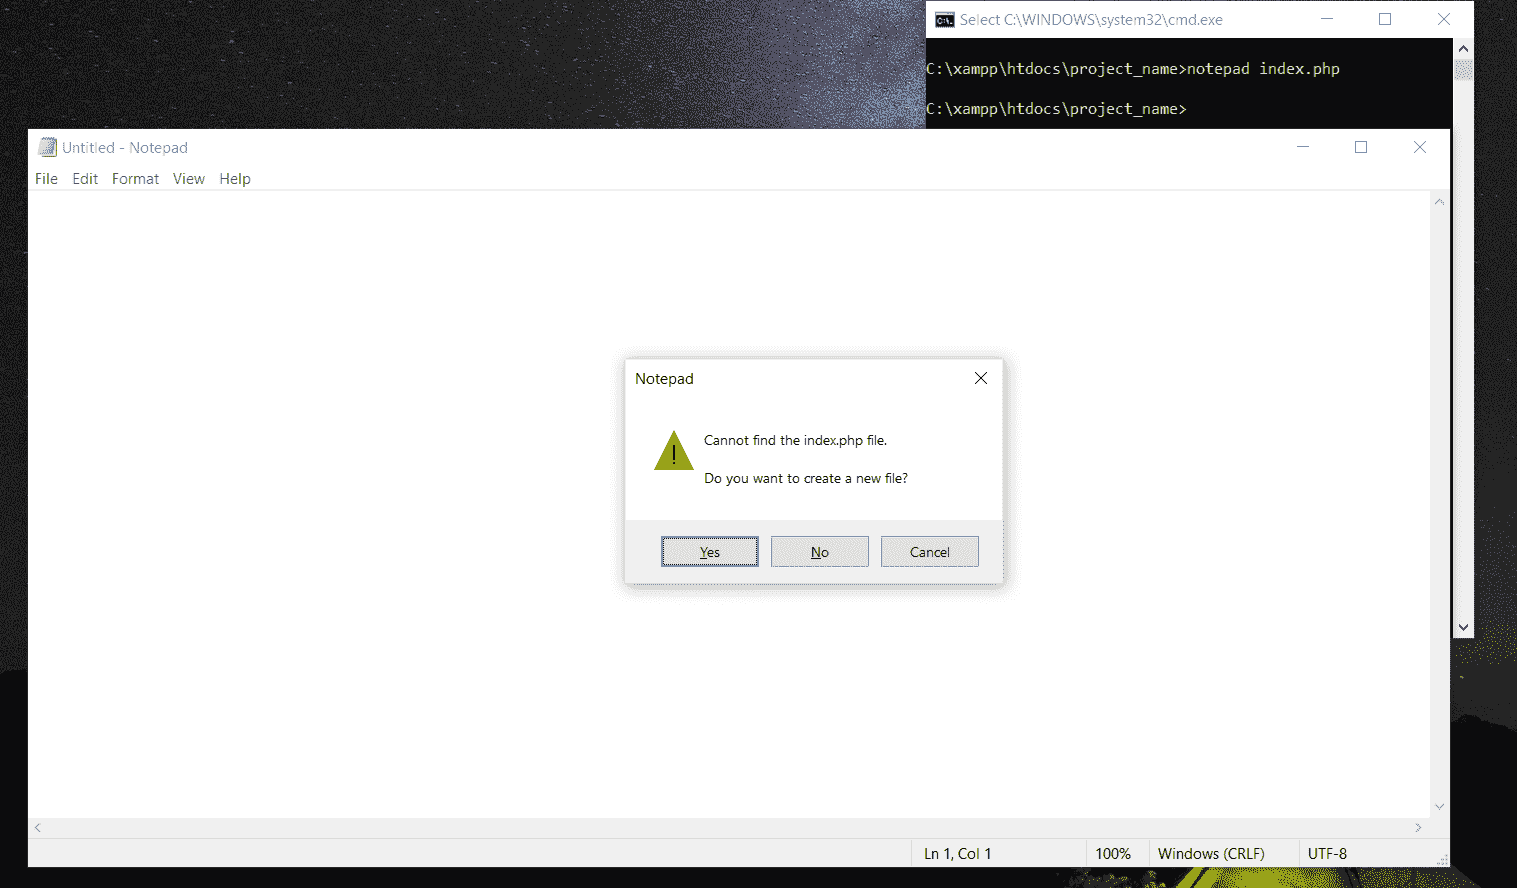 Select C:\WINDOWS\system32\cmd.exe
C:\xampp\htdocs\project_name>notepad index.php
C:\xampp\htdocs\project_name>
Untitled - Notepad
File Edit Format View Help
Notepad
Cannot find the index.php file.
Do you want to create a new file?
Yes No Cancel
Ln 1, Col 1 100% Windows (CRLF) UTF-8